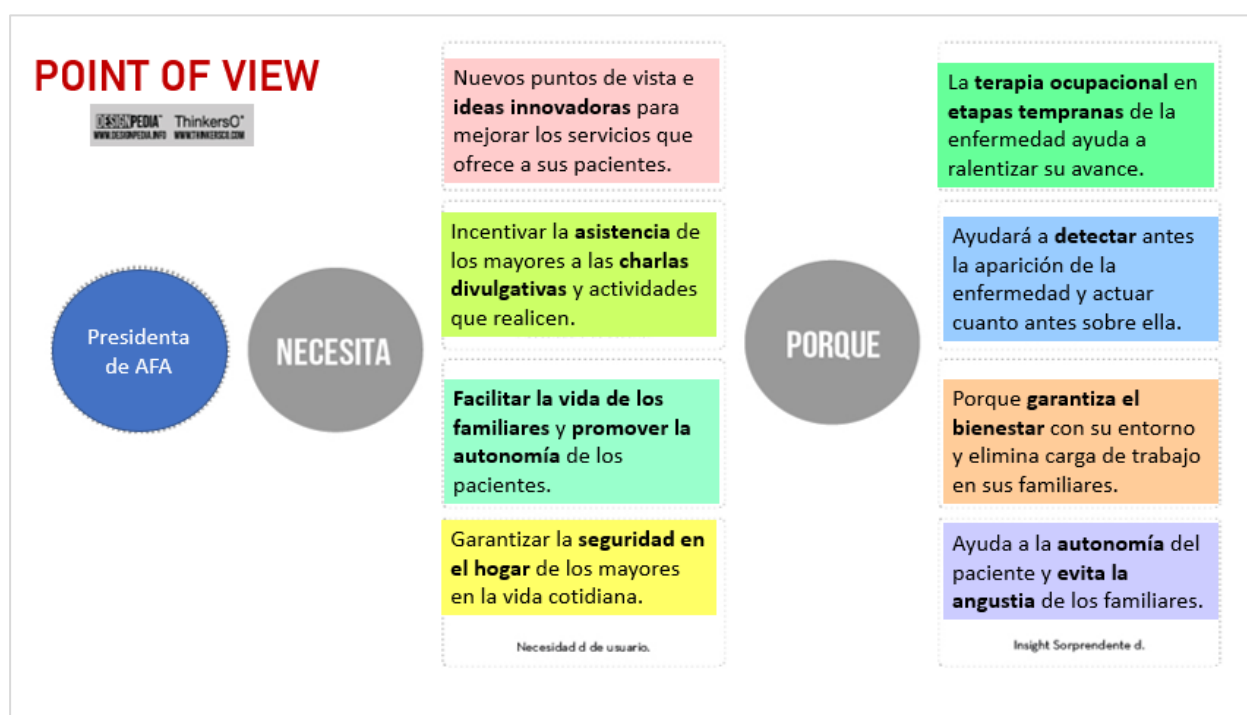 POINT OF VIEW
DESIGNPEDIA™ ThinkersO™
WWW.DESIGNPEDIA.INFO WWW.THINKERSCO.COM
Presidenta
de AFA
NECESITA
Nuevos puntos de vista e
ideas innovadoras para
mejorar los servicios que
ofrece a sus pacientes.
Incentivar la asistencia de
los mayores a las charlas
divulgativas y actividades
que realicen.
Facilitar la vida de los
familiares y promover la
autonomía de los
pacientes.
Garantizar la seguridad en
el hogar de los mayores
en la vida cotidiana.
Necesidad d de usuario.
PORQUE
La terapia ocupacional en
etapas tempranas de la
enfermedad ayuda a
ralentizar su avance.
Ayudará a detectar antes
la aparición de la
enfermedad y actuar
cuanto antes sobre ella.
Porque garantiza el
bienestar con su entorno
y elimina carga de trabajo
en sus familiares.
Ayuda a la autonomía del
paciente y evita la
angustia de los familiares.
Insight Sorprendente d.